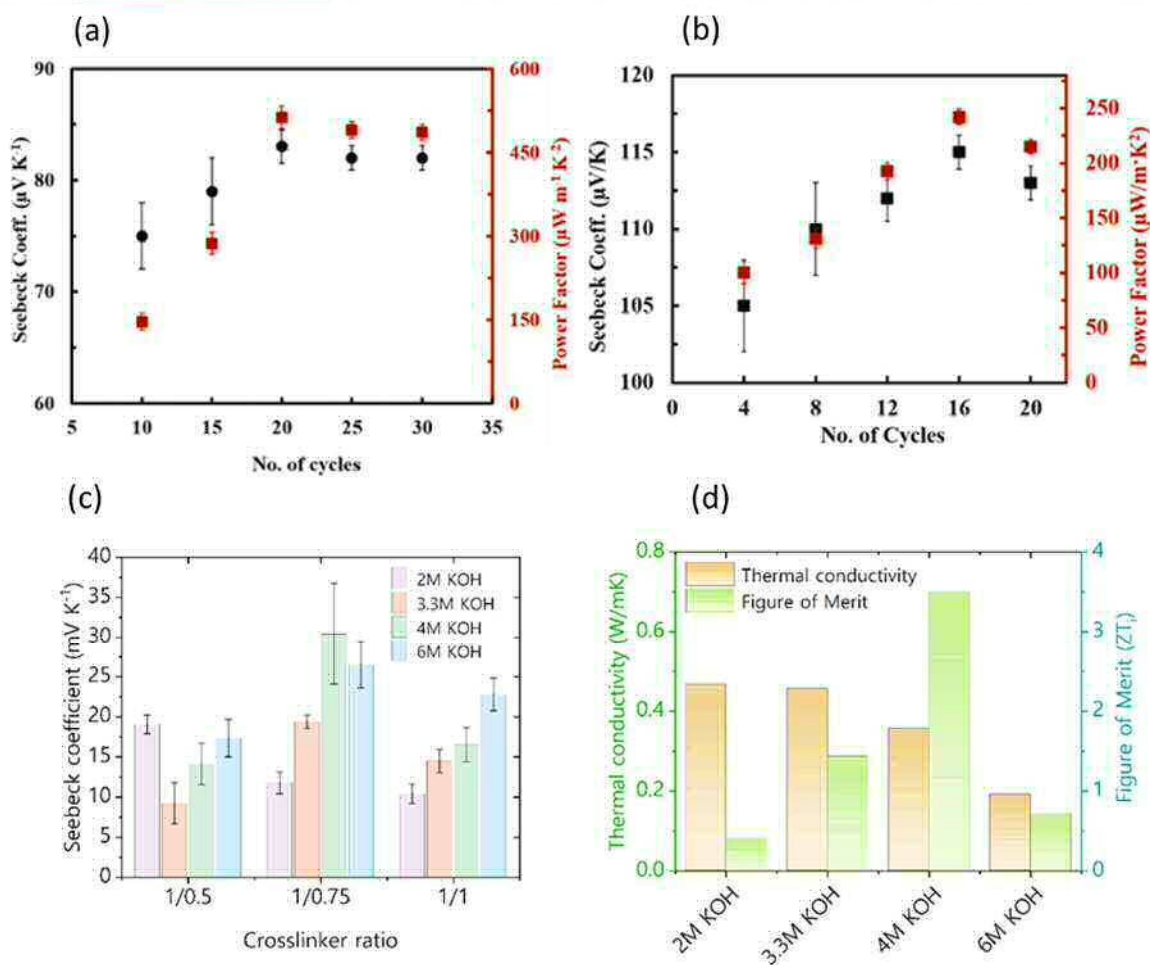 (a)
90
80
70
60
Seebeck Coeff. (µV K⁻¹)
600
450
300
150
0
Power Factor (µW m⁻¹ K²)
5 10 15 20 25 30 35
No. of cycles
(b)
120
115
110
105
100
Seebeck Coeff. (µV/K)
250
200
150
100
50
0
Power Factor (µW/m*K²)
0 4 8 12 16 20
No. of Cycles
(c)
40
35
30
25
20
15
10
5
0
Seebeck coefficient (mV K⁻¹)
2M KOH
3.3M KOH
4M KOH
6M KOH
1/0.5 1/0.75 1/1
Crosslinker ratio
(d)
0.8
0.6
0.4
0.2
0.0
Thermal conductivity (W/mK)
Thermal conductivity
Figure of Merit
4
3
2
1
0
Figure of Merit (ZTᵢ)
2M KOH
3.3M KOH
4M KOH
6M KOH